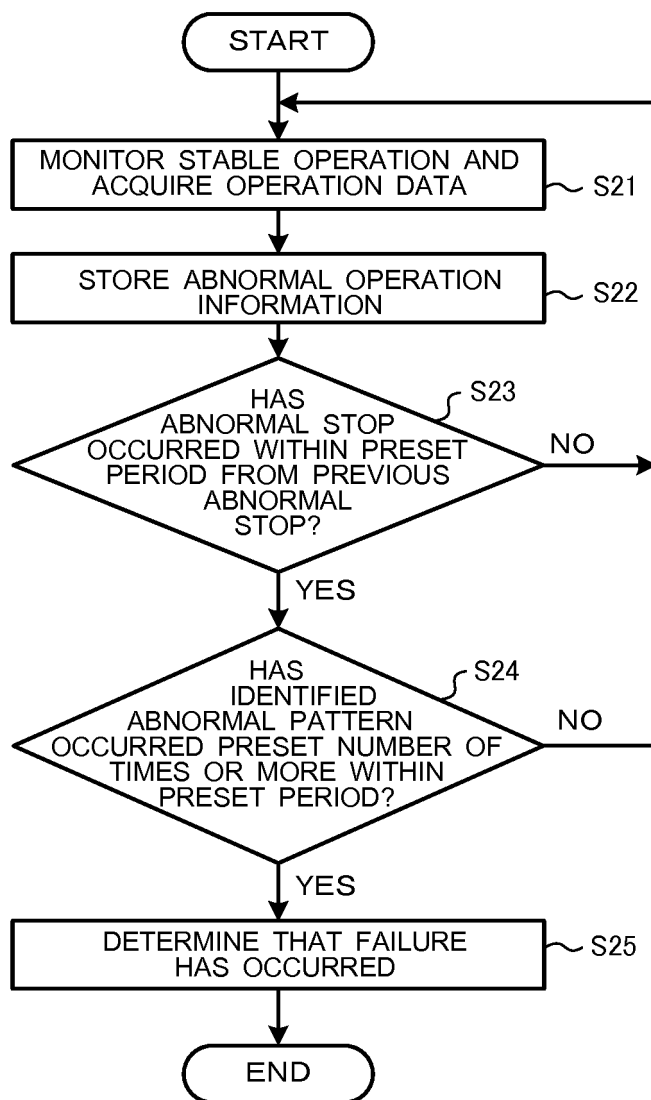 START
MONITOR STABLE OPERATION AND
ACQUIRE OPERATION DATA
S21
STORE ABNORMAL OPERATION
INFORMATION
S22
HAS
ABNORMAL STOP
OCCURRED WITHIN PRESET
PERIOD FROM PREVIOUS
ABNORMAL
STOP?
S23
NO
YES
HAS
IDENTIFIED
ABNORMAL PATTERN
OCCURRED PRESET NUMBER OF
TIMES OR MORE WITHIN
PRESET PERIOD?
S24
NO
YES
DETERMINE THAT FAILURE
HAS OCCURRED
S25
END